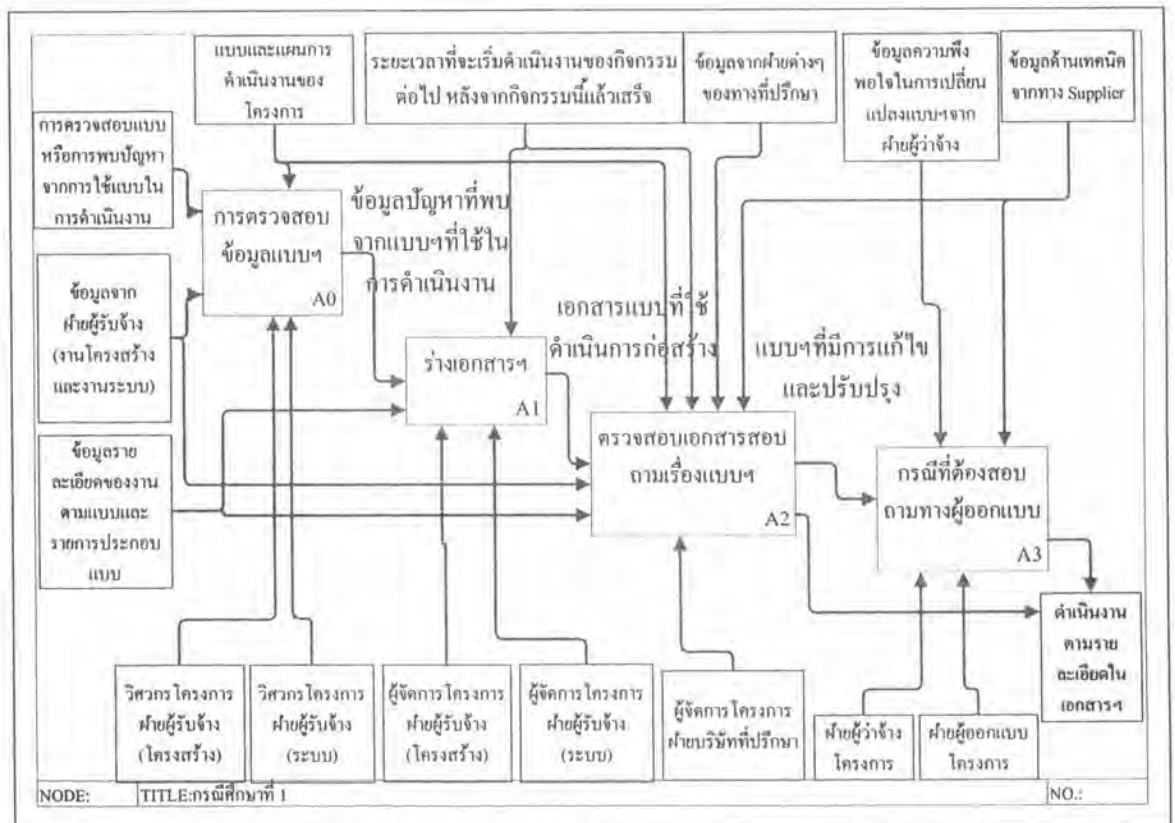 แบบและแผนการ
ดำเนินงานของ
โครงการ
ระยะเวลาที่จะเริ่มดำเนินงานของกิจกรรม
ต่อไป หลังจากกิจกรรมนี้แล้วเสร็จ
ข้อมูลจากฝ่ายต่างๆ
ของทางที่ปรึกษา
ข้อมูลความพึง
พอใจในการเปลี่ยน
แปลงแบบฯจาก
ฝ่ายผู้ว่าจ้าง
ข้อมูลด้านเทคนิค
จากทาง Supplier
การตรวจสอบแบบ
หรือการพบปัญหา
จากการใช้แบบใน
การดำเนินงาน
การตรวจสอบ
ข้อมูลแบบฯ
A0
ข้อมูลปัญหาที่พบ
จากแบบฯที่ใช้ใน
การดำเนินงาน
ข้อมูลจาก
ฝ่ายผู้รับจ้าง
(งานโครงสร้าง
และงานระบบ)
ร่างเอกสารฯ
A1
เอกสารแบบที่ใช้
ดำเนินการก่อสร้าง
แบบฯที่มีการแก้ไข
และปรับปรุง
ข้อมูลราย
ละเอียดของงาน
ตามแบบและ
รายการประกอบ
แบบ
ตรวจสอบเอกสารสอบ
ถามเรื่องแบบฯ
A2
กรณีที่ต้องสอบ
ถามทางผู้ออกแบบ
A3
ดำเนินงาน
ตามราย
ละเอียดใน
เอกสารฯ
วิศวกรโครงการ
ฝ่ายผู้รับจ้าง
(โครงสร้าง)
วิศวกรโครงการ
ฝ่ายผู้รับจ้าง
(ระบบ)
ผู้จัดการโครงการ
ฝ่ายผู้รับจ้าง
(โครงสร้าง)
ผู้จัดการโครงการ
ฝ่ายผู้รับจ้าง
(ระบบ)
ผู้จัดการโครงการ
ฝ่ายบริษัทที่ปรึกษา
ฝ่ายผู้ว่าจ้าง
โครงการ
ฝ่ายผู้ออกแบบ
โครงการ
NODE:
TITLE:กรณีศึกษาที่ 1
NO.: